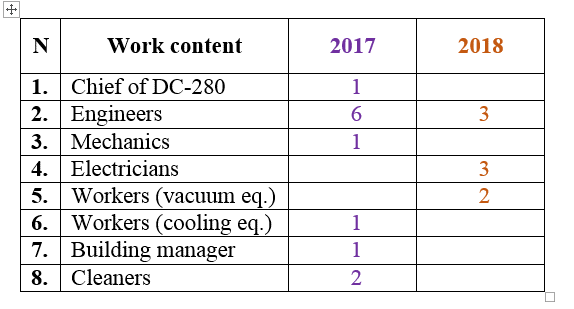 N Work content 2017 2018
1. Chief of DC-280 1
2. Engineers 6 3
3. Mechanics 1
4. Electricians 3
5. Workers (vacuum eq.) 2
6. Workers (cooling eq.) 1
7. Building manager 1
8. Cleaners 2